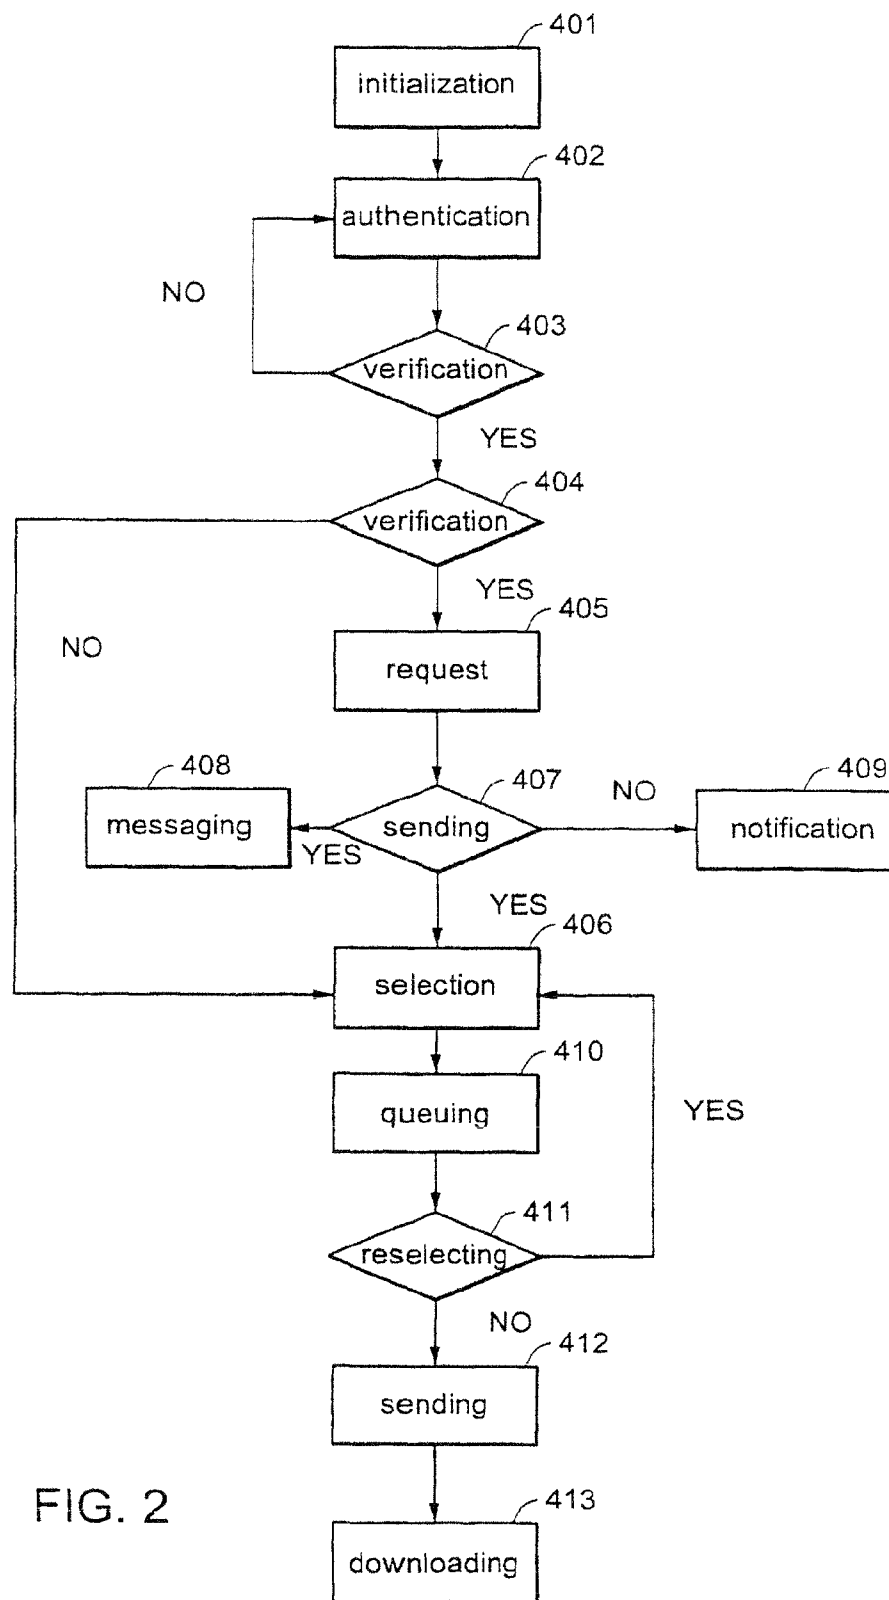 401
initialization
402
authentication
NO
403
verification
YES
404
verification
YES
405
NO
request
408
407
409
messaging
YES
sending
NO
notification
YES
406
selection
410
queuing
YES
411
reselecting
NO
412
sending
FIG. 2
413
downloading